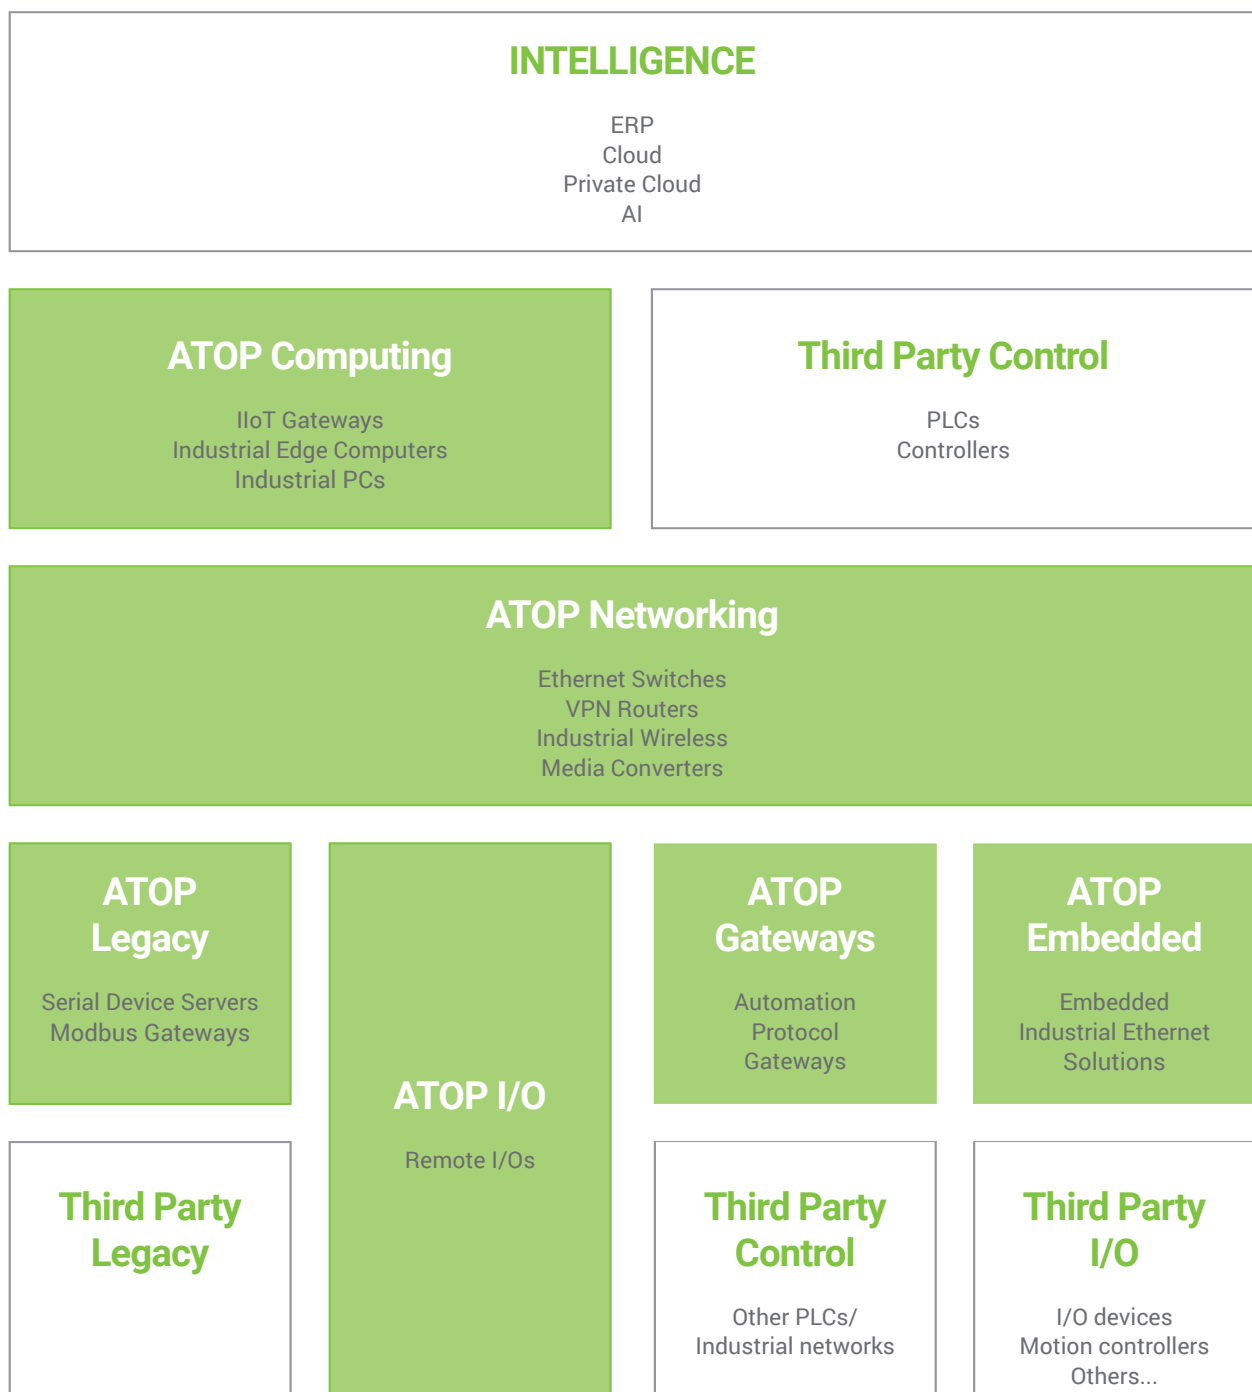 INTELLIGENCE
ERP
Cloud
Private Cloud
AI
ATOP Computing
IIoT Gateways
Industrial Edge Computers
Industrial PCs
Third Party Control
PLCs
Controllers
ATOP Networking
Ethernet Switches
VPN Routers
Industrial Wireless
Media Converters
ATOP
Legacy
Serial Device Servers
Modbus Gateways
ATOP I/O
Remote I/Os
ATOP
Gateways
Automation
Protocol
Gateways
ATOP
Embedded
Embedded
Industrial Ethernet
Solutions
Third Party
Legacy
Third Party
Control
Other PLCs/
Industrial networks
Third Party
I/O
I/O devices
Motion controllers
Others...